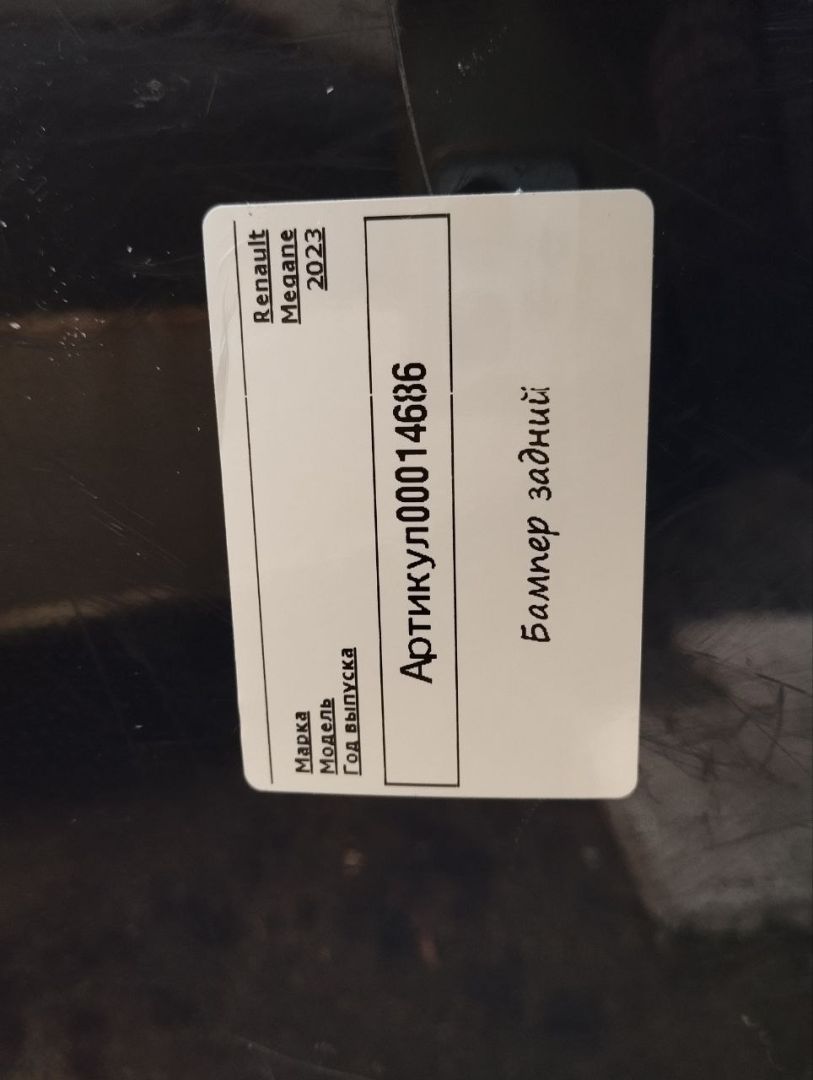 Марка Renault
Модель Megane
Год выпуска 2023
Артикул00014686
Бампер задний